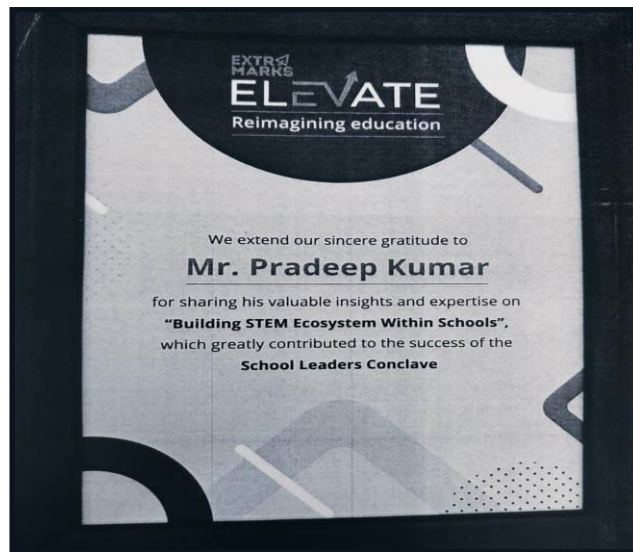 EXTRA
MARKS
ELEVATE
Reimagining education
We extend our sincere gratitude to
Mr. Pradeep Kumar
for sharing his valuable insights and expertise on
“Building STEM Ecosystem Within Schools”,
which greatly contributed to the success of the
School Leaders Conclave